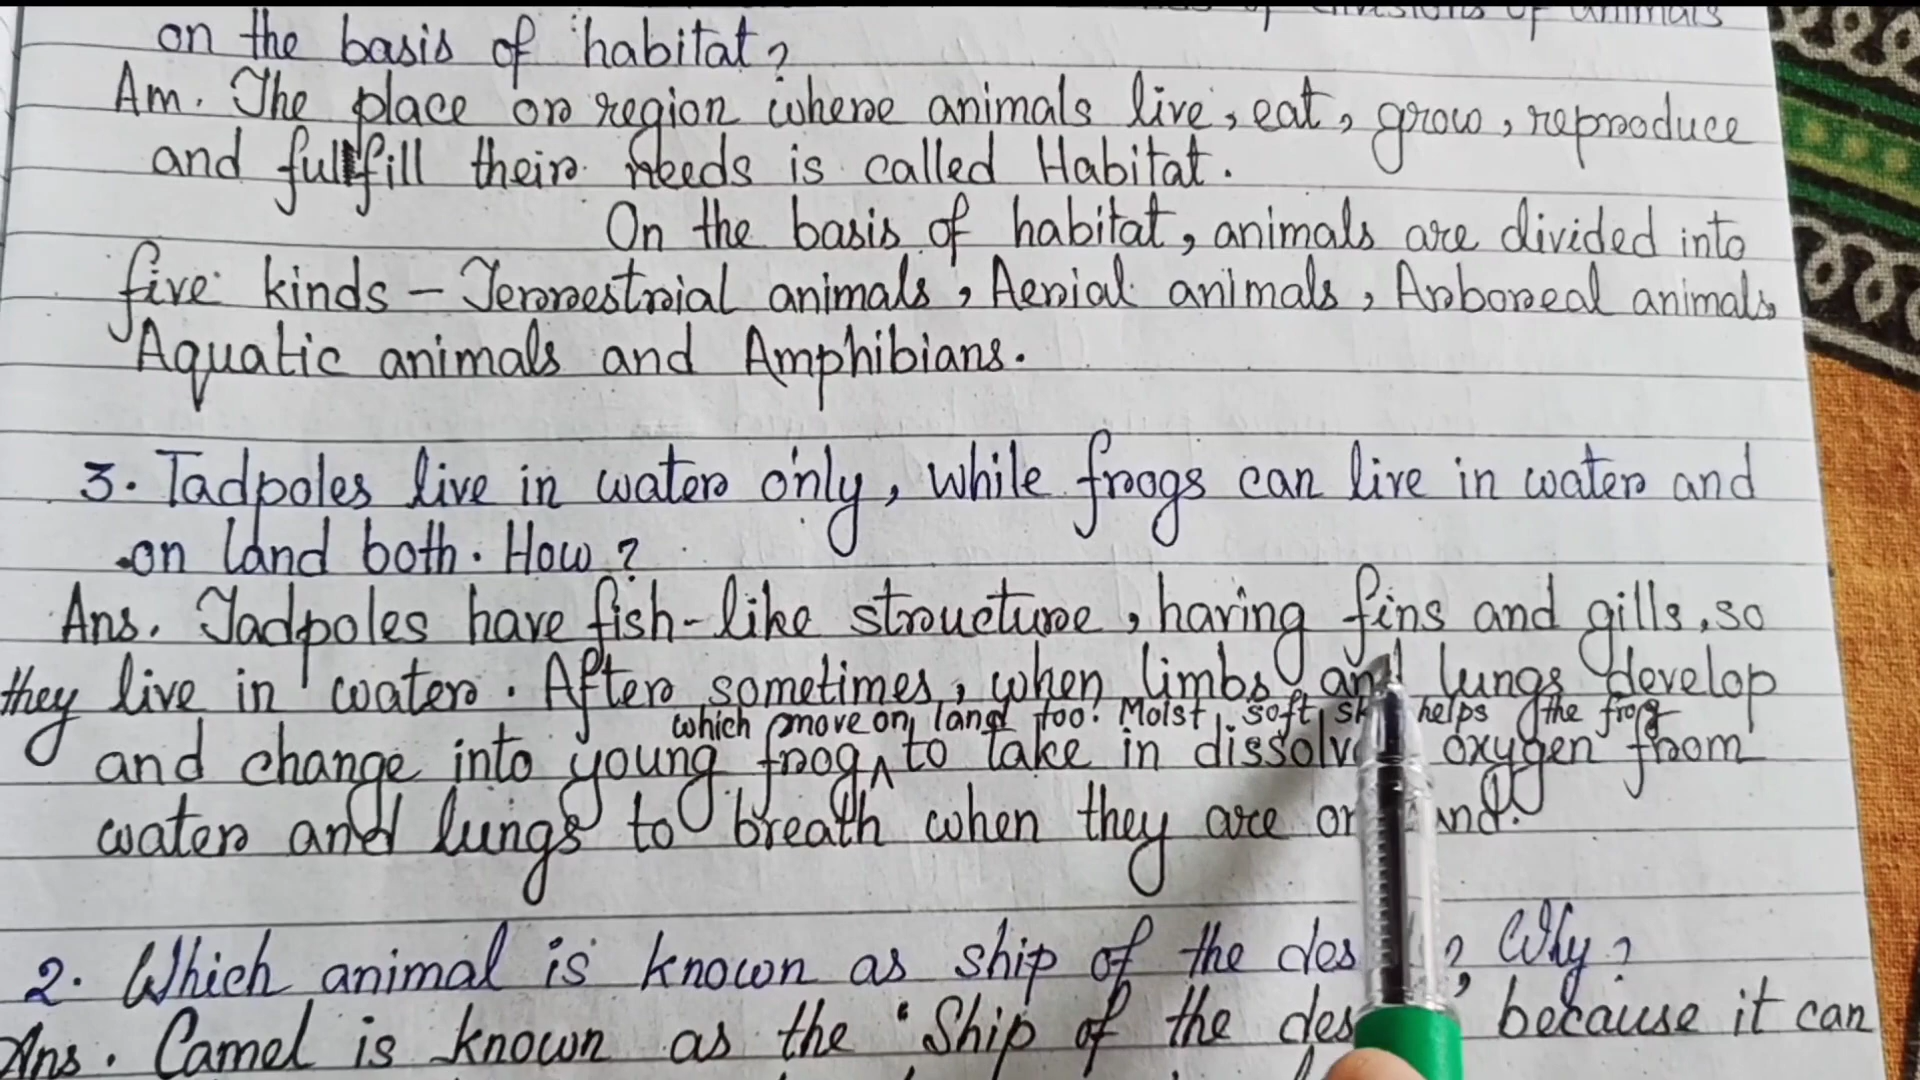 of divisions of animals
on the basis of habitat?
Ans. The place or region where animals live, eat, grow, reproduce
and fullfill their needs is called Habitat.
On the basis of habitat, animals are divided into
five kinds - Terrestrial animals, Aerial animals, Arboreal animals,
Aquatic animals and Amphibians.
3. Tadpoles live in water only, while frogs can live in water and
on land both. How?
Ans. Tadpoles have fish-like structure, having fins and gills, so
they live in water. After sometimes, when limbs and lungs develop
which move on land too. Moist, soft helps the frog
and change into young frog ^ to take in oxygen from
water and lungs to breath when they are
2. Which animal is known as ship of the ? Why?
Ans. Camel is known as the 'Ship of the because it can